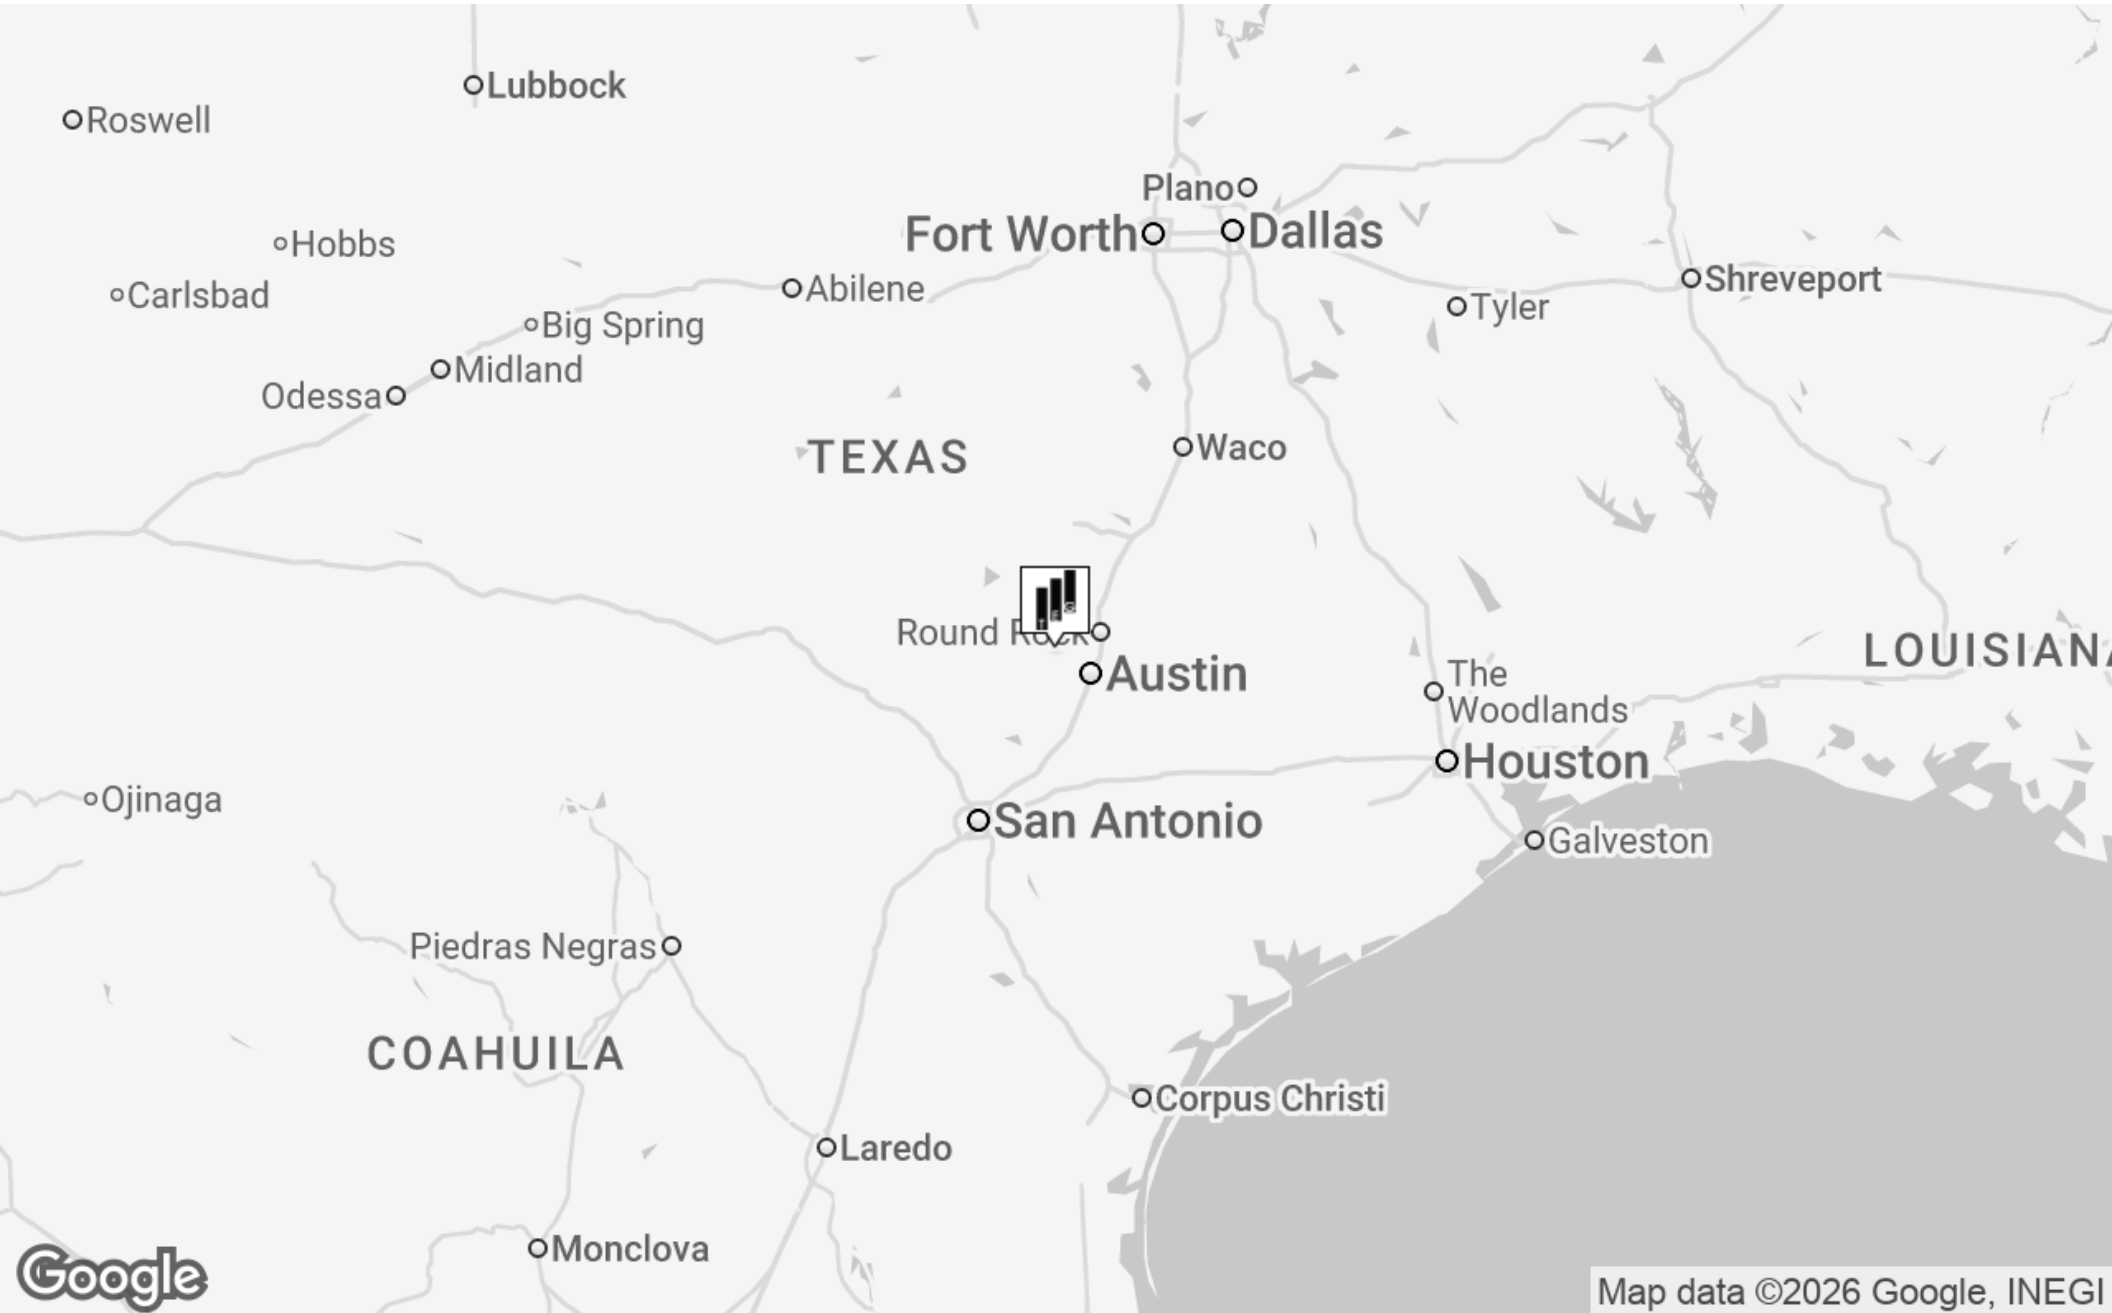 Lubbock
Roswell
Plano
Fort Worth
Dallas
Hobbs
Shreveport
Carlsbad
Abilene
Tyler
Big Spring
Midland
Odessa
Waco
TEXAS
Round Rock
LOUISIANA
Austin
The
Woodlands
Houston
Ojinaga
San Antonio
Galveston
Piedras Negras
COAHUILA
Corpus Christi
Laredo
Monclova
Google
Map data ©2026 Google, INEGI